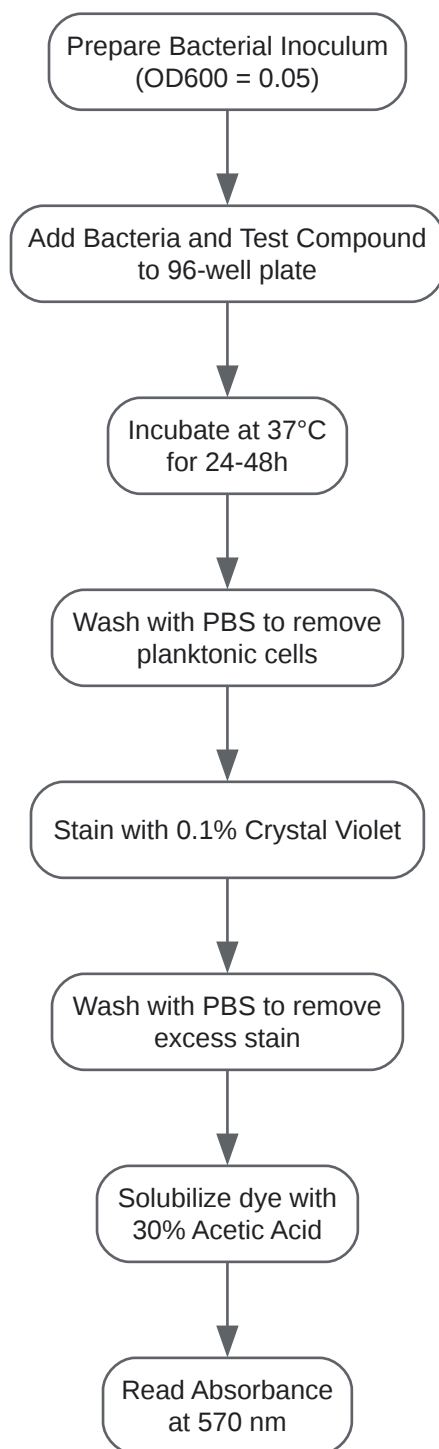 Prepare Bacterial Inoculum
(OD600 = 0.05)
Add Bacteria and Test Compound
to 96-well plate
Incubate at 37°C
for 24-48h
Wash with PBS to remove
planktonic cells
Stain with 0.1% Crystal Violet
Wash with PBS to remove
excess stain
Solubilize dye with
30% Acetic Acid
Read Absorbance
at 570 nm